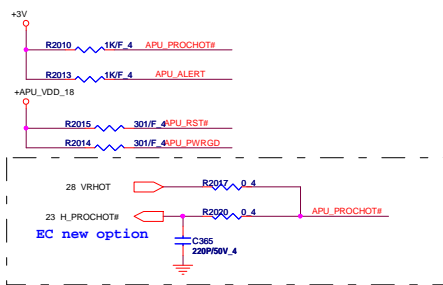 +3V
R2010 1K/F_4 APU_PROCHOT#
R2013 1K/F_4 APU_ALERT
+APU_VDD_18
R2015 301/F_4 APU_RST#
R2014 301/F_4 APU_PWRGD
28 VRHOT R2017 0_4
23 H_PROCHOT# R2020 0_4 APU_PROCHOT#
EC new option
C365
220P/50V_4